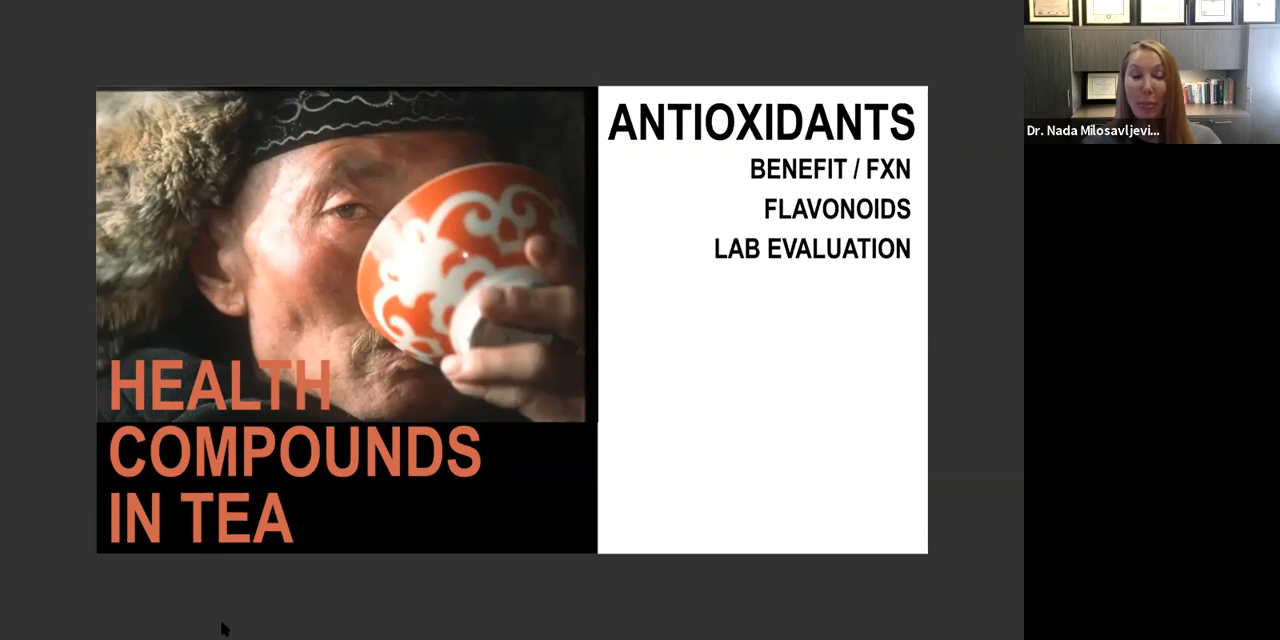 HEALTH
COMPOUNDS
IN TEA
ANTIOXIDANTS
BENEFIT / FXN
FLAVONOIDS
LAB EVALUATION
Dr. Nada Milosavljevi...